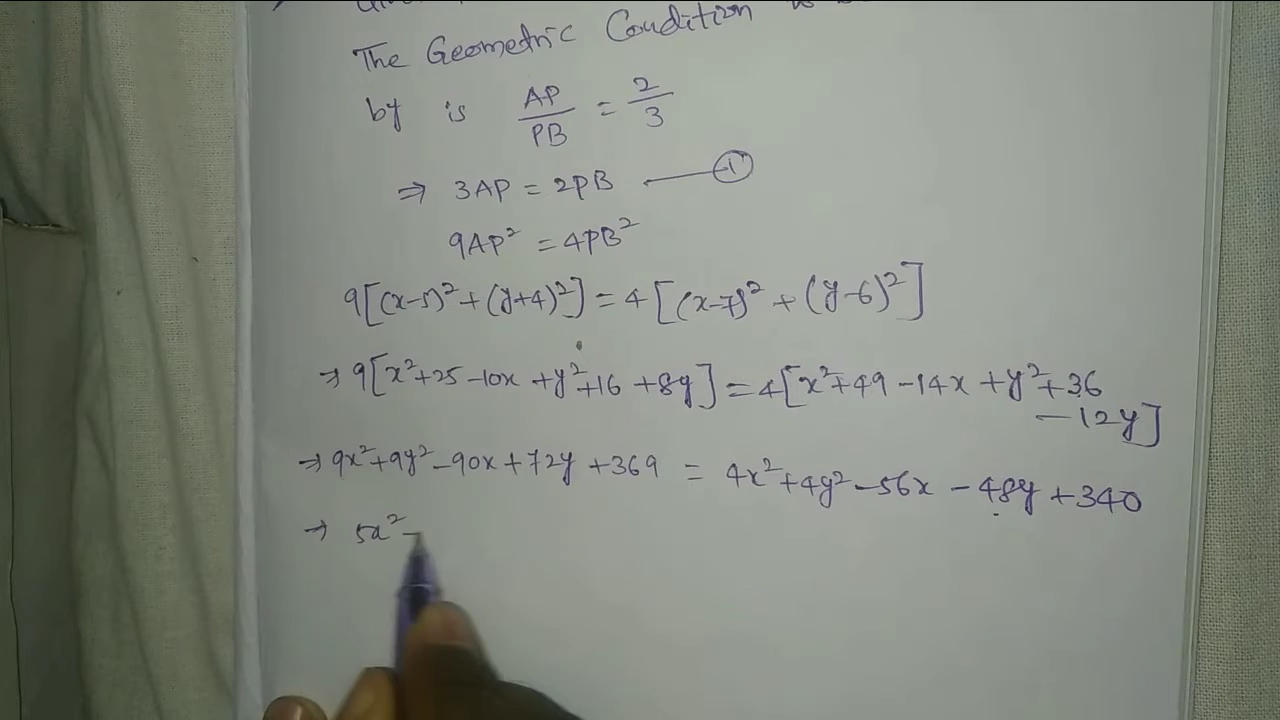 The Geometric Condition
by is AP/PB = 2/3
⇒ 3AP = 2PB —— ①
9AP² = 4PB²
9[(x-5)² + (y+4)²] = 4[(x-7)² + (y-6)²]
⇒ 9[x²+25-10x+y²+16+8y] = 4[x²+49-14x+y²+36
-12y]
⇒ 9x²+9y²-90x+72y+369 = 4x²+4y²-56x-48y+340
⇒ 5x²